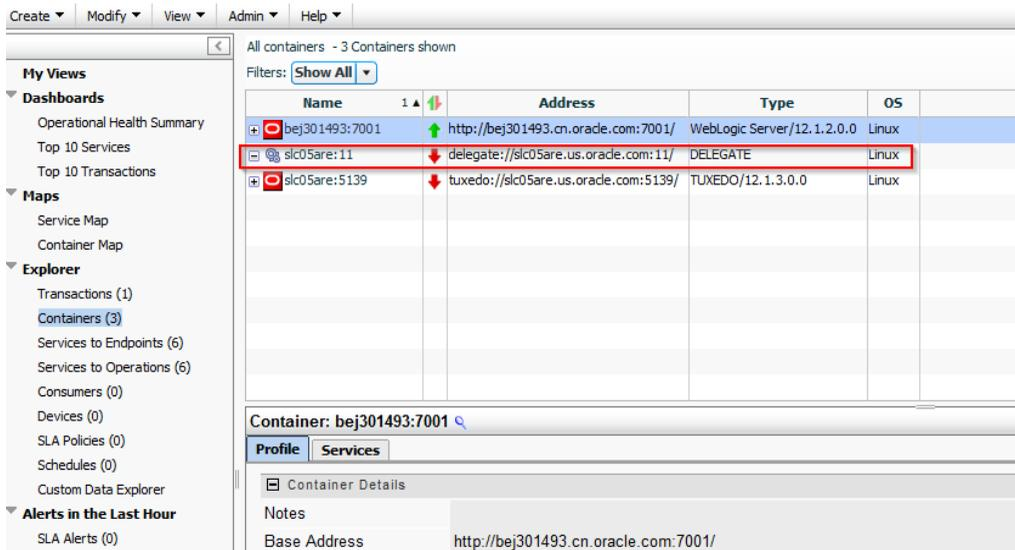 Create Modify View Admin Help
My Views
Dashboards
Operational Health Summary
Top 10 Services
Top 10 Transactions
Maps
Service Map
Container Map
Explorer
Transactions (1)
Containers (3)
Services to Endpoints (6)
Services to Operations (6)
Consumers (0)
Devices (0)
SLA Policies (0)
Schedules (0)
Custom Data Explorer
Alerts in the Last Hour
SLA Alerts (0)
All containers - 3 Containers shown
Filters: Show All
Name 1 Address Type OS
bej301493:7001 http://bej301493.cn.oracle.com:7001/ WebLogic Server/12.1.2.0.0 Linux
slc05are:11 delegate://slc05are.us.oracle.com:11/ DELEGATE Linux
slc05are:5139 tuxedo://slc05are.us.oracle.com:5139/ TUXEDO/12.1.3.0.0 Linux
Container: bej301493:7001
Profile Services
Container Details
Notes
Base Address http://bej301493.cn.oracle.com:7001/